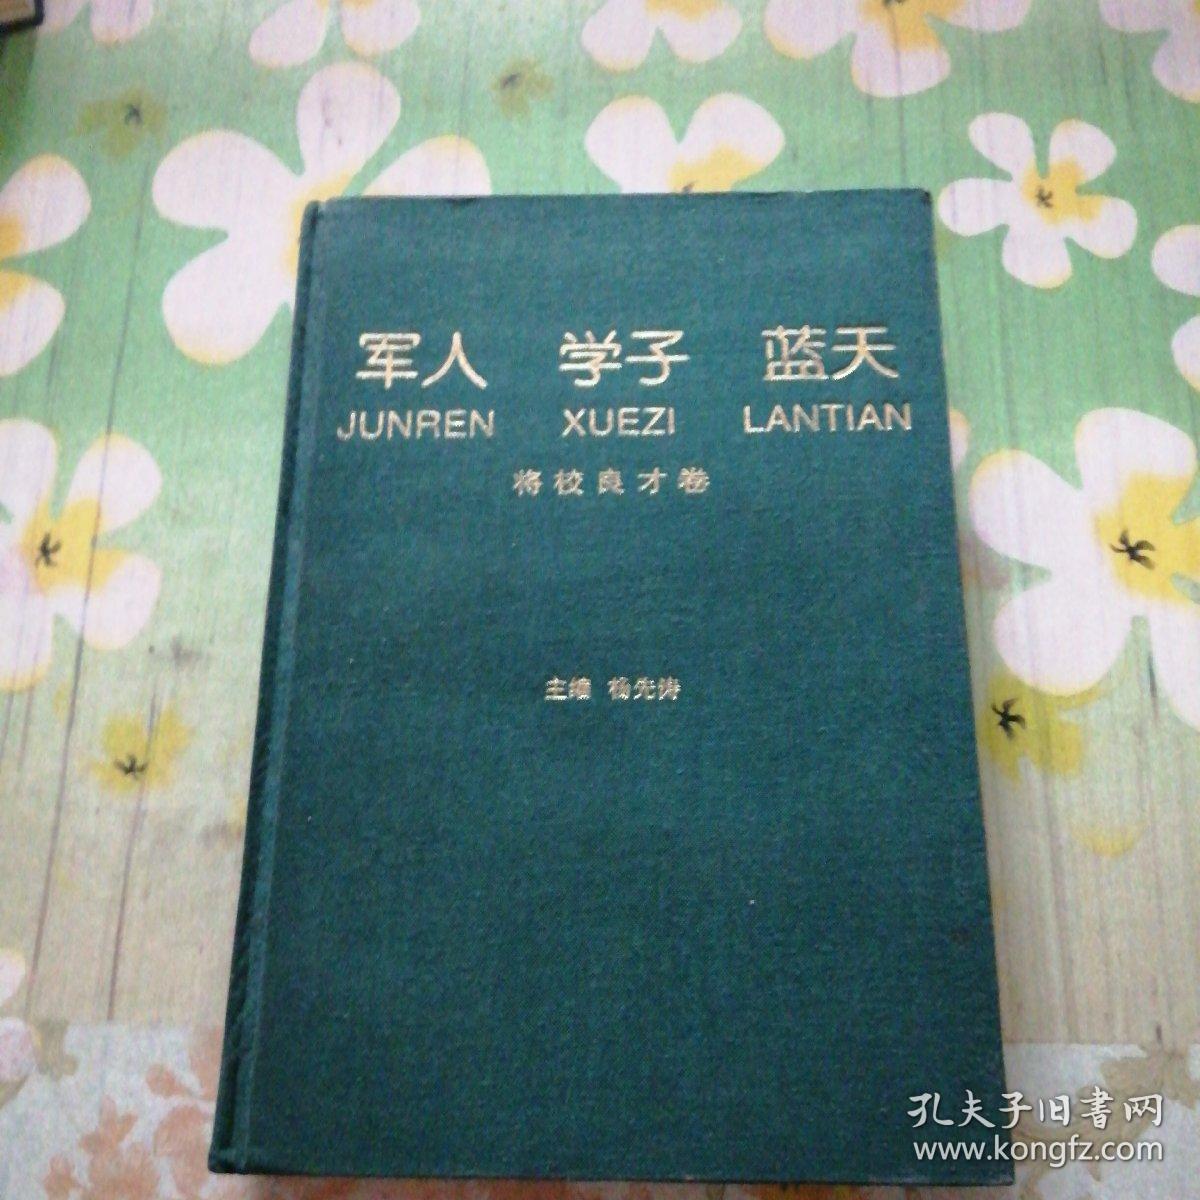 军人 学子 蓝天
JUNREN XUEZI LANTIAN
将校良才卷
主编 杨先涛
孔夫子旧書网
www.kongfz.com